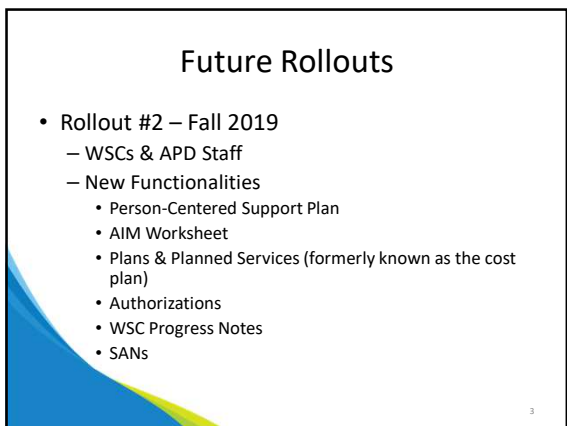 Future Rollouts
• Rollout #2 – Fall 2019
– WSCs & APD Staff
– New Functionalities
• Person-Centered Support Plan
• AIM Worksheet
• Plans & Planned Services (formerly known as the cost
plan)
• Authorizations
• WSC Progress Notes
• SANs
3